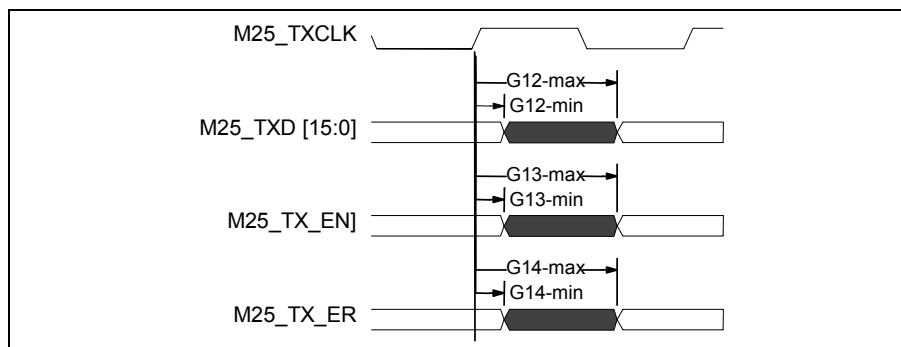 M25_TXCLK
G12-max
G12-min
M25_TXD [15:0]
G13-max
G13-min
M25_TX_EN]
G14-max
G14-min
M25_TX_ER